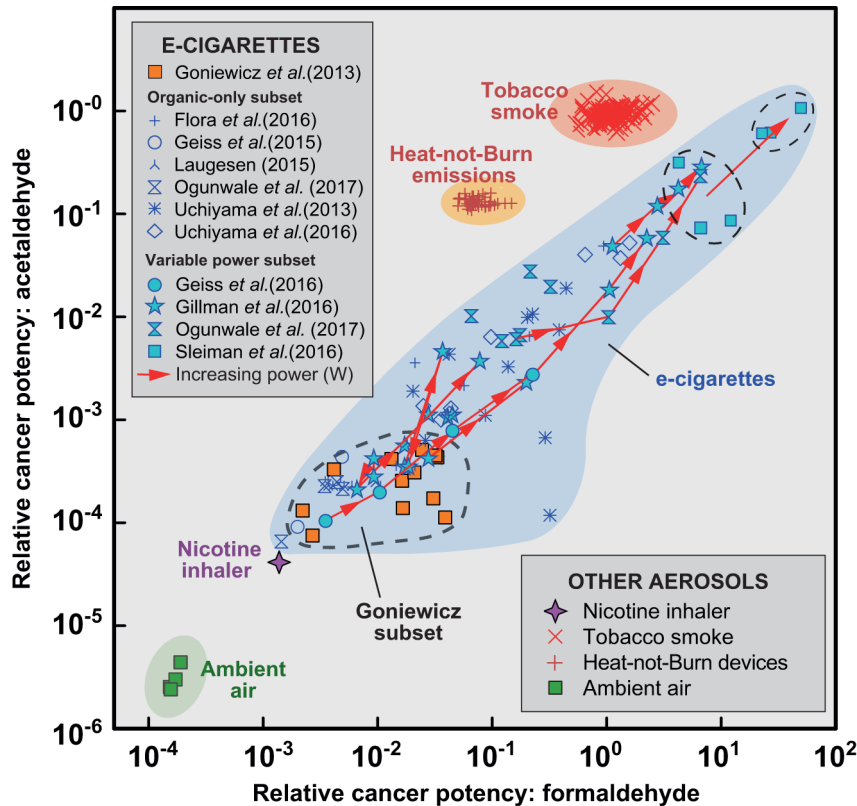 E-CIGARETTES
Goniewicz et al.(2013)
Organic-only subset
Flora et al.(2016)
Geiss et al.(2015)
Laugesen (2015)
Ogunwale et al. (2017)
Uchiyama et al.(2013)
Uchiyama et al.(2016)
Variable power subset
Geiss et al.(2016)
Gillman et al.(2016)
Ogunwale et al. (2017)
Sleiman et al.(2016)
Increasing power (W)
Tobacco
smoke
Heat-not-Burn
emissions
e-cigarettes
Nicotine
inhaler
Goniewicz
subset
Ambient
air
OTHER AEROSOLS
Nicotine inhaler
Tobacco smoke
Heat-not-Burn devices
Ambient air
Relative cancer potency: acetaldehyde
10⁻⁰
10⁻¹
10⁻²
10⁻³
10⁻⁴
10⁻⁵
10⁻⁶
10⁻⁴ 10⁻³ 10⁻² 10⁻¹ 10⁰ 10¹ 10²
Relative cancer potency: formaldehyde